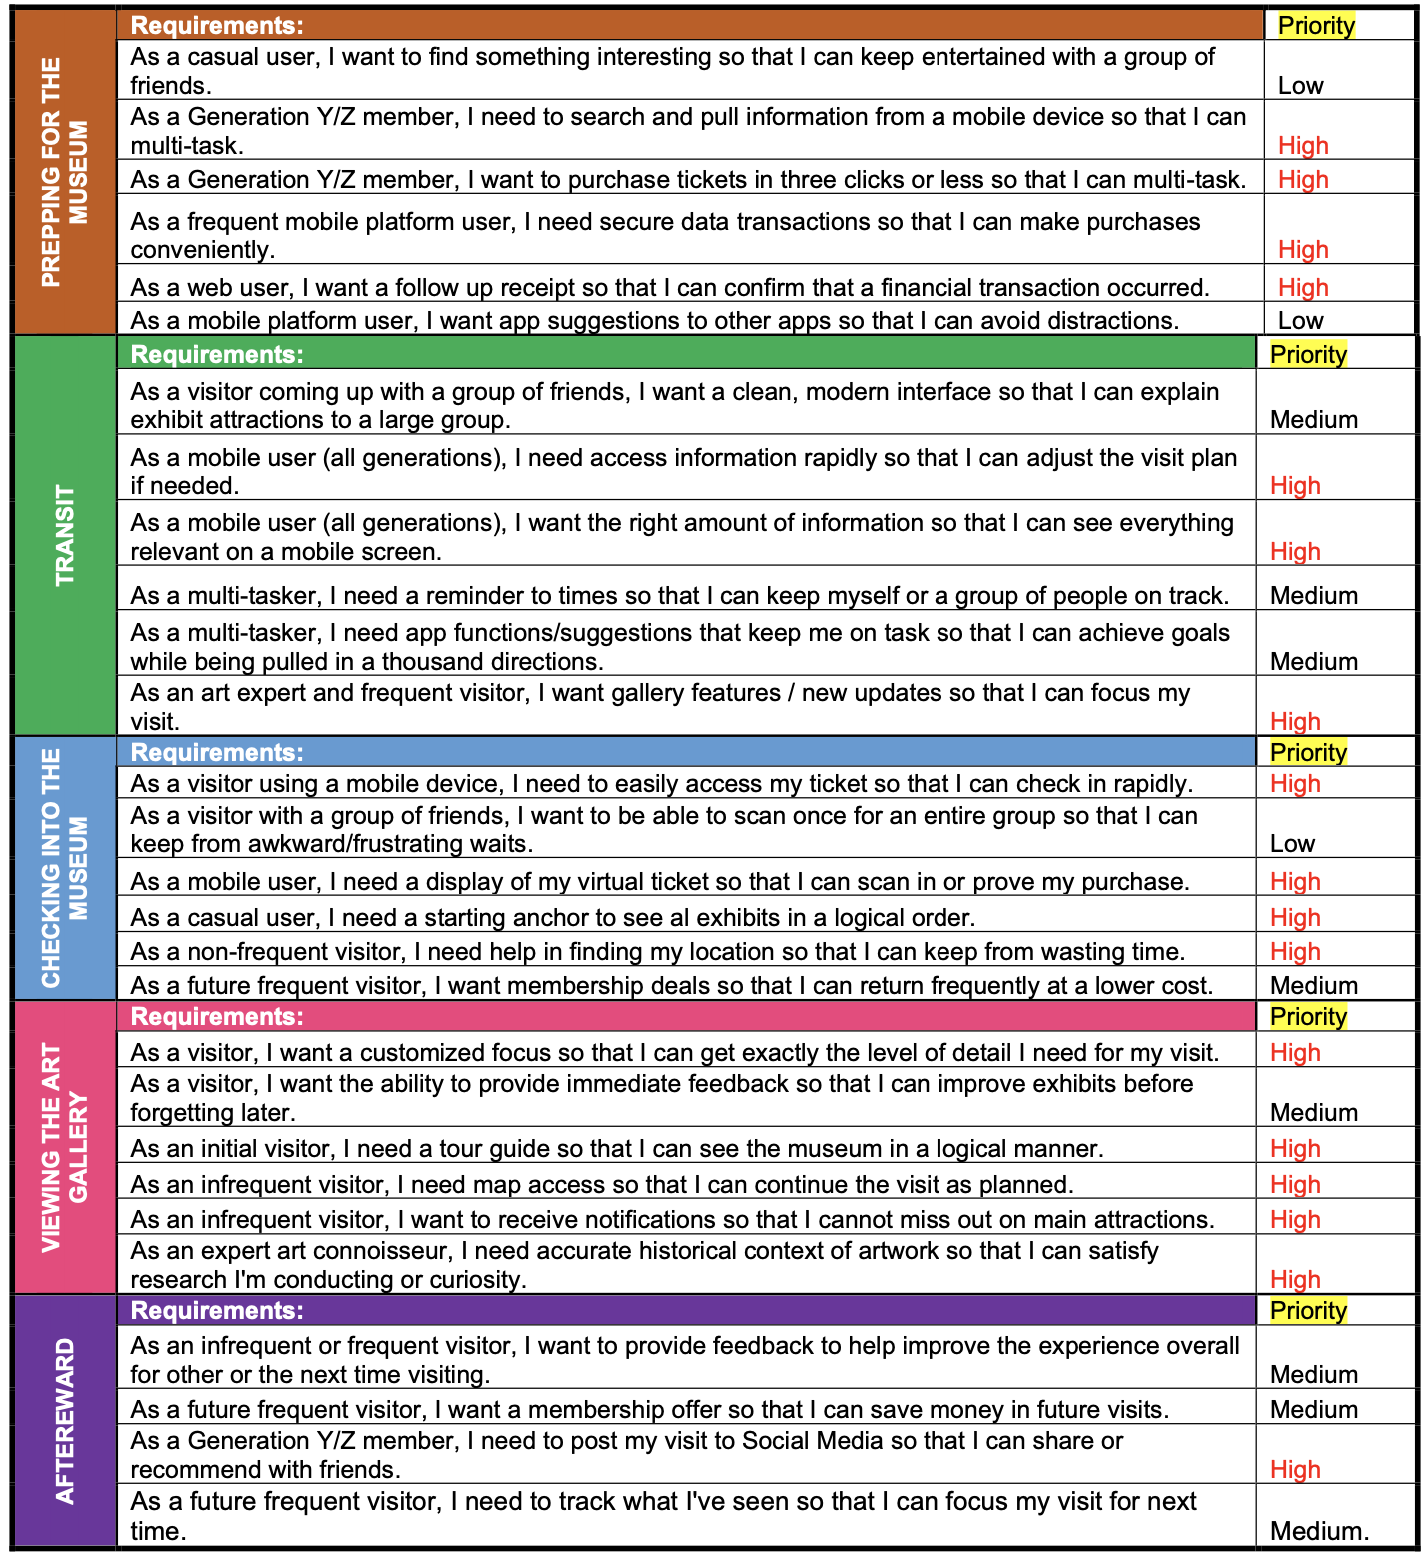 PREPPING FOR THE
MUSEUM
Requirements:
Priority
As a casual user, I want to find something interesting so that I can keep entertained with a group of
friends.
Low
As a Generation Y/Z member, I need to search and pull information from a mobile device so that I can
multi-task.
High
As a Generation Y/Z member, I want to purchase tickets in three clicks or less so that I can multi-task.
High
As a frequent mobile platform user, I need secure data transactions so that I can make purchases
conveniently.
High
As a web user, I want a follow up receipt so that I can confirm that a financial transaction occurred.
High
As a mobile platform user, I want app suggestions to other apps so that I can avoid distractions.
Low
TRANSIT
Requirements:
Priority
As a visitor coming up with a group of friends, I want a clean, modern interface so that I can explain
exhibit attractions to a large group.
Medium
As a mobile user (all generations), I need access information rapidly so that I can adjust the visit plan
if needed.
High
As a mobile user (all generations), I want the right amount of information so that I can see everything
relevant on a mobile screen.
High
As a multi-tasker, I need a reminder to times so that I can keep myself or a group of people on track.
Medium
As a multi-tasker, I need app functions/suggestions that keep me on task so that I can achieve goals
while being pulled in a thousand directions.
Medium
As an art expert and frequent visitor, I want gallery features / new updates so that I can focus my
visit.
High
CHECKING INTO THE
MUSEUM
Requirements:
Priority
As a visitor using a mobile device, I need to easily access my ticket so that I can check in rapidly.
High
As a visitor with a group of friends, I want to be able to scan once for an entire group so that I can
keep from awkward/frustrating waits.
Low
As a mobile user, I need a display of my virtual ticket so that I can scan in or prove my purchase.
High
As a casual user, I need a starting anchor to see al exhibits in a logical order.
High
As a non-frequent visitor, I need help in finding my location so that I can keep from wasting time.
High
As a future frequent visitor, I want membership deals so that I can return frequently at a lower cost.
Medium
VIEWING THE ART
GALLERY
Requirements:
Priority
As a visitor, I want a customized focus so that I can get exactly the level of detail I need for my visit.
High
As a visitor, I want the ability to provide immediate feedback so that I can improve exhibits before
forgetting later.
Medium
As an initial visitor, I need a tour guide so that I can see the museum in a logical manner.
High
As an infrequent visitor, I need map access so that I can continue the visit as planned.
High
As an infrequent visitor, I want to receive notifications so that I cannot miss out on main attractions.
High
As an expert art connoisseur, I need accurate historical context of artwork so that I can satisfy
research I'm conducting or curiosity.
High
AFTEREWARD
Requirements:
Priority
As an infrequent or frequent visitor, I want to provide feedback to help improve the experience overall
for other or the next time visiting.
Medium
As a future frequent visitor, I want a membership offer so that I can save money in future visits.
Medium
As a Generation Y/Z member, I need to post my visit to Social Media so that I can share or
recommend with friends.
High
As a future frequent visitor, I need to track what I've seen so that I can focus my visit for next
time.
Medium.